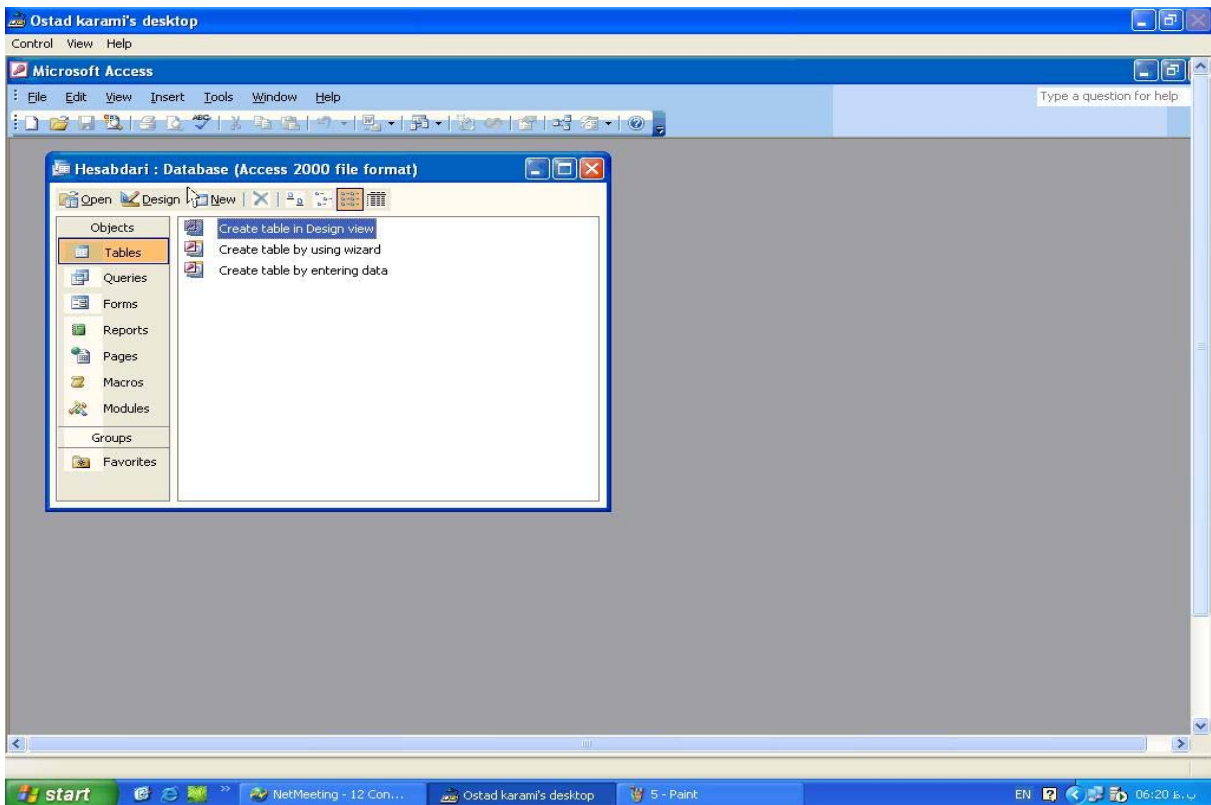 Ostad karami's desktop
Control View Help
Microsoft Access
File Edit View Insert Tools Window Help
Type a question for help
Hesabdari : Database (Access 2000 file format)
Open Design New
Objects
Tables
Queries
Forms
Reports
Pages
Macros
Modules
Groups
Favorites
Create table in Design view
Create table by using wizard
Create table by entering data
start
NetMeeting - 12 Con...
Ostad karami's desktop
5 - Paint
EN
06:20 ب.ظ